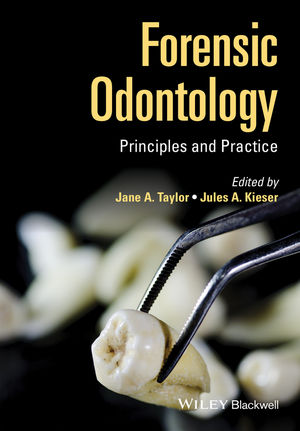 Forensic
Odontology
Principles and Practice
Edited by
Jane A. Taylor • Jules A. Kieser
WILEY Blackwell